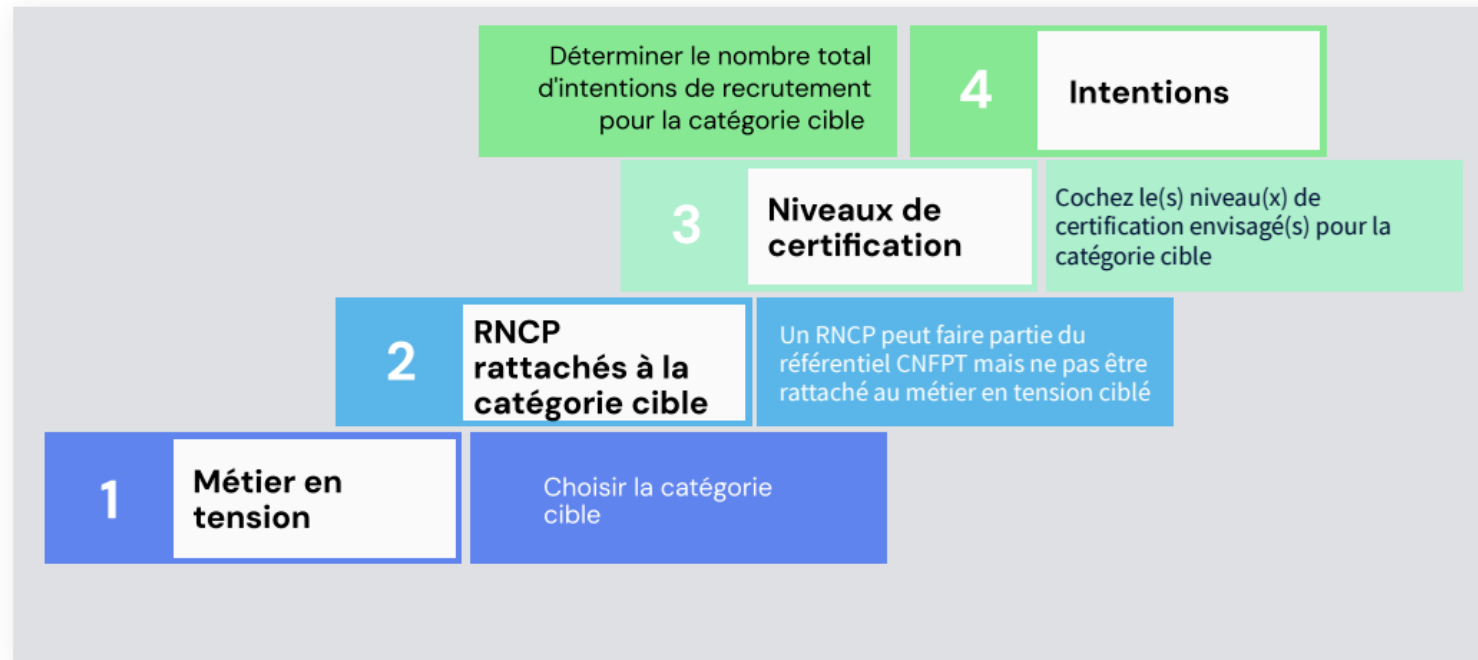 Déterminer le nombre total
d'intentions de recrutement
pour la catégorie cible
4
Intentions
3
Niveaux de
certification
Cochez le(s) niveau(x) de
certification envisagé(s) pour la
catégorie cible
2
RNCP
rattachés à la
catégorie cible
Un RNCP peut faire partie du
référentiel CNFPT mais ne pas être
rattaché au métier en tension ciblé
1
Métier en
tension
Choisir la catégorie
cible